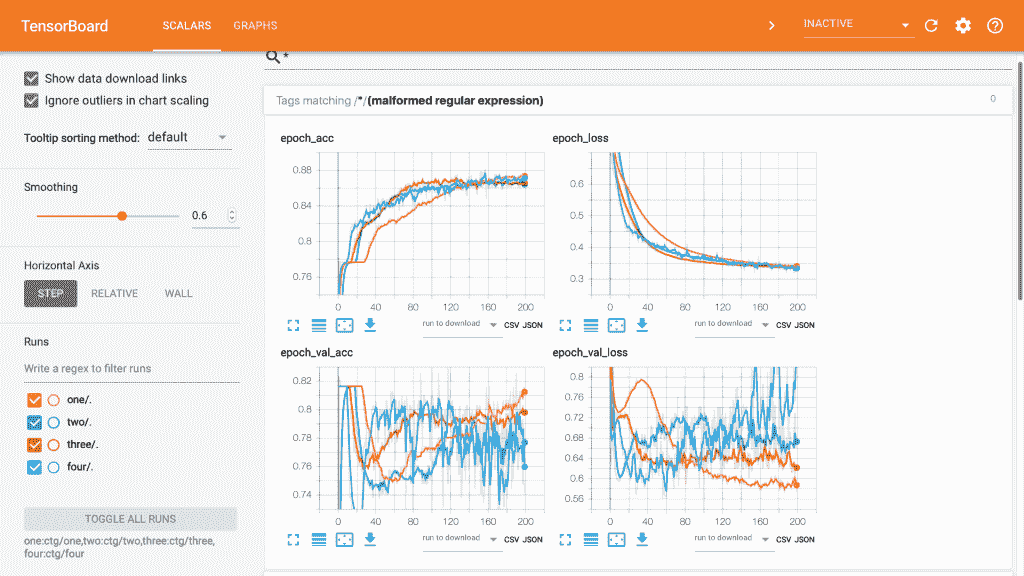 TensorBoard SCALARS GRAPHS INACTIVE
Show data download links
Ignore outliers in chart scaling
Tooltip sorting method: default
Smoothing
0.6
Horizontal Axis
STEP RELATIVE WALL
Runs
Write a regex to filter runs
one/.
two/.
three/.
four/.
TOGGLE ALL RUNS
one:ctg/one,two:ctg/two,three:ctg/three,
four:ctg/four
*
Tags matching /*/(malformed regular expression) 0
epoch_acc
0.88
0.84
0.8
0.76
0 40 80 120 160 200
run to download CSV JSON
epoch_loss
0.6
0.5
0.4
0.3
0 40 80 120 160 200
run to download CSV JSON
epoch_val_acc
0.82
0.8
0.78
0.76
0.74
0 40 80 120 160 200
run to download CSV JSON
epoch_val_loss
0.8
0.76
0.72
0.68
0.64
0.6
0.56
0 40 80 120 160 200
run to download CSV JSON